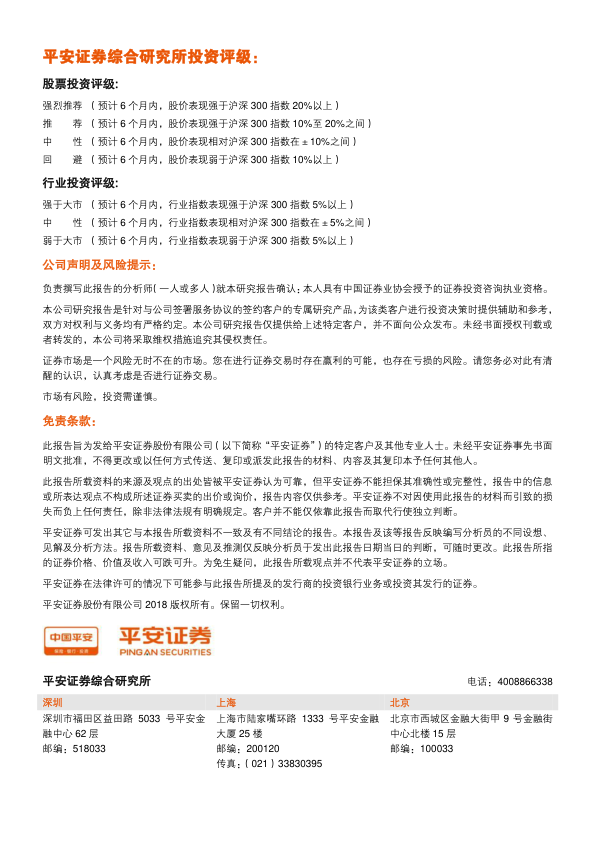 平安证券综合研究所投资评级：
股票投资评级:
强烈推荐 （预计 6 个月内，股价表现强于沪深 300 指数 20%以上）
推 荐 （预计 6 个月内，股价表现强于沪深 300 指数 10%至 20%之间）
中 性 （预计 6 个月内，股价表现相对沪深 300 指数在±10%之间）
回 避 （预计 6 个月内，股价表现弱于沪深 300 指数 10%以上）
行业投资评级:
强于大市 （预计 6 个月内，行业指数表现强于沪深 300 指数 5%以上）
中 性 （预计 6 个月内，行业指数表现相对沪深 300 指数在±5%之间）
弱于大市 （预计 6 个月内，行业指数表现弱于沪深 300 指数 5%以上）
公司声明及风险提示：
负责撰写此报告的分析师（一人或多人）就本研究报告确认：本人具有中国证券业协会授予的证券投资咨询执业资格。
本公司研究报告是针对与公司签署服务协议的签约客户的专属研究产品，为该类客户进行投资决策时提供辅助和参考，
双方对权利与义务均有严格约定。本公司研究报告仅提供给上述特定客户，并不面向公众发布。未经书面授权刊载或
者转发的，本公司将采取维权措施追究其侵权责任。
证券市场是一个风险无时不在的市场。您在进行证券交易时存在赢利的可能，也存在亏损的风险。请您务必对此有清
醒的认识，认真考虑是否进行证券交易。
市场有风险，投资需谨慎。
免责条款：
此报告旨为发给平安证券股份有限公司（以下简称“平安证券”）的特定客户及其他专业人士。未经平安证券事先书面
明文批准，不得更改或以任何方式传送、复印或派发此报告的材料、内容及其复印本予任何其他人。
此报告所载资料的来源及观点的出处皆被平安证券认为可靠，但平安证券不能担保其准确性或完整性，报告中的信息
或所表达观点不构成所述证券买卖的出价或询价，报告内容仅供参考。平安证券不对因使用此报告的材料而引致的损
失而负上任何责任，除非法律法规有明确规定。客户并不能仅依靠此报告而取代行使独立判断。
平安证券可发出其它与本报告所载资料不一致及有不同结论的报告。本报告及该等报告反映编写分析员的不同设想、
见解及分析方法。报告所载资料、意见及推测仅反映分析员于发出此报告日期当日的判断，可随时更改。此报告所指
的证券价格、价值及收入可跌可升。为免生疑问，此报告所载观点并不代表平安证券的立场。
平安证券在法律许可的情况下可能参与此报告所提及的发行商的投资银行业务或投资其发行的证券。
平安证券股份有限公司 2018 版权所有。保留一切权利。
中国平安
保险·银行·投资
平安证券
PINGAN SECURITIES
平安证券综合研究所 电话：4008866338
深圳 上海 北京
深圳市福田区益田路 5033 号平安金 上海市陆家嘴环路 1333 号平安金融 北京市西城区金融大街甲 9 号金融街
融中心 62 层 大厦 25 楼 中心北楼 15 层
邮编：518033 邮编：200120 邮编：100033
传真：（021）33830395